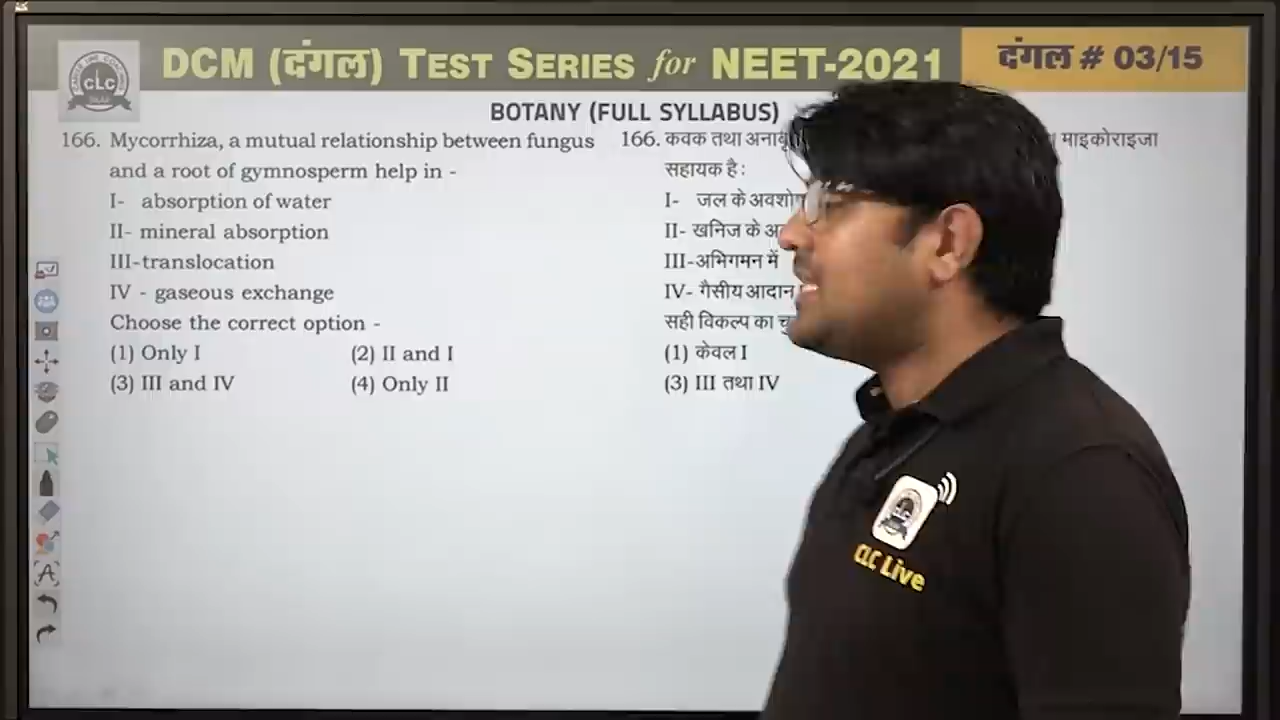 DCM (दंगल) TEST SERIES for NEET-2021
दंगल # 03/15
CLC
BOTANY (FULL SYLLABUS)
166. Mycorrhiza, a mutual relationship between fungus
and a root of gymnosperm help in -
I- absorption of water
II- mineral absorption
III-translocation
IV - gaseous exchange
Choose the correct option -
(1) Only I (2) II and I
(3) III and IV (4) Only II
166. कवक तथा माइकोराइजा
सहायक है :
I- जल के
II- खनिज के
III-अभिगमन में
IV- गैसीय आदान
सही विकल्प का
(1) केवल I
(3) III तथा IV
CLC Live